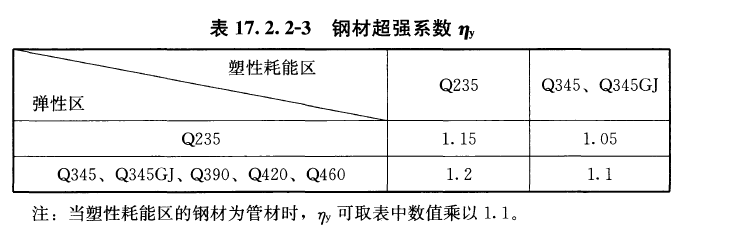 表 17.2.2-3 钢材超强系数 ηy
塑性耗能区
弹性区
Q235
Q345、Q345GJ
Q235
1.15
1.05
Q345、Q345GJ、Q390、Q420、Q460
1.2
1.1
注：当塑性耗能区的钢材为管材时，ηy 可取表中数值乘以 1.1。